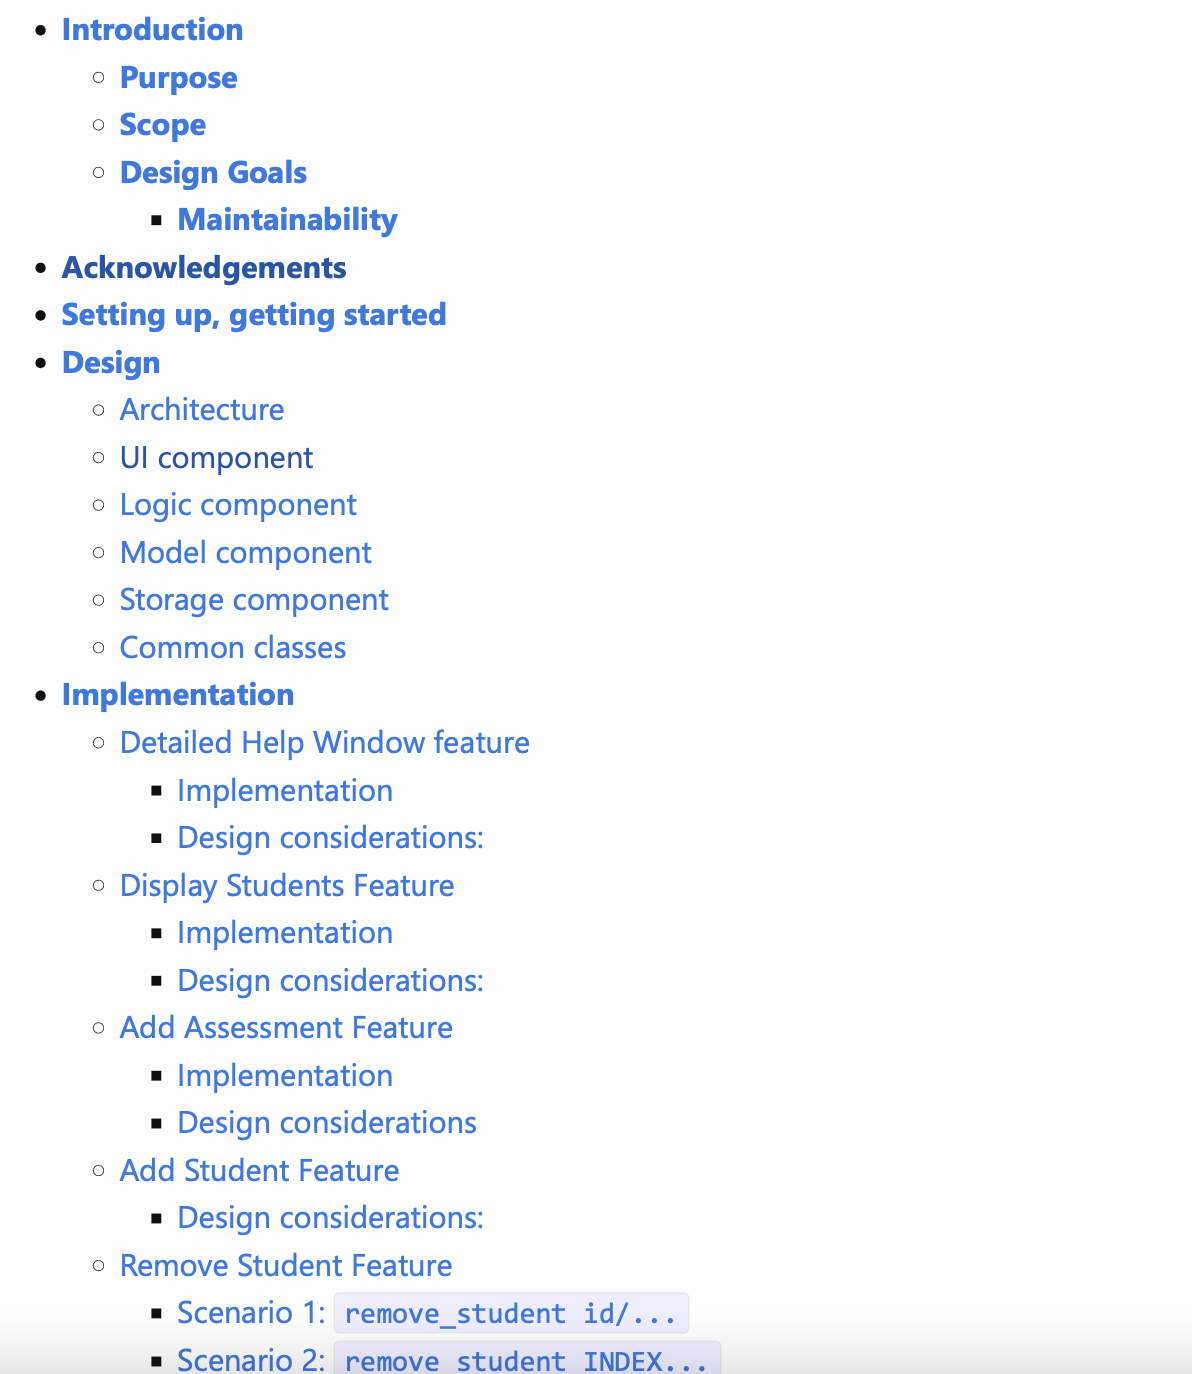 Introduction
Purpose
Scope
Design Goals
Maintainability
Acknowledgements
Setting up, getting started
Design
Architecture
UI component
Logic component
Model component
Storage component
Common classes
Implementation
Detailed Help Window feature
Implementation
Design considerations:
Display Students Feature
Implementation
Design considerations:
Add Assessment Feature
Implementation
Design considerations
Add Student Feature
Design considerations:
Remove Student Feature
Scenario 1: remove_student id/...
Scenario 2: remove_student INDEX...